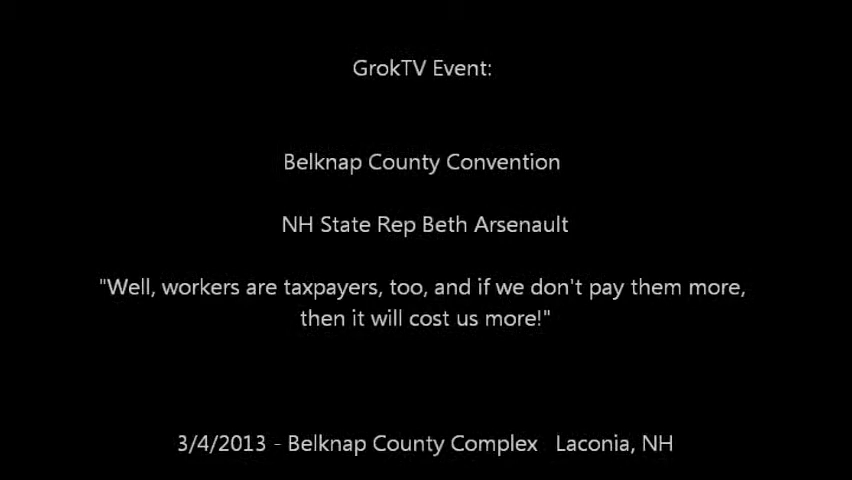 GrokTV Event:
Belknap County Convention
NH State Rep Beth Arsenault
"Well, workers are taxpayers, too, and if we don't pay them more,
then it will cost us more!"
3/4/2013 - Belknap County Complex   Laconia, NH